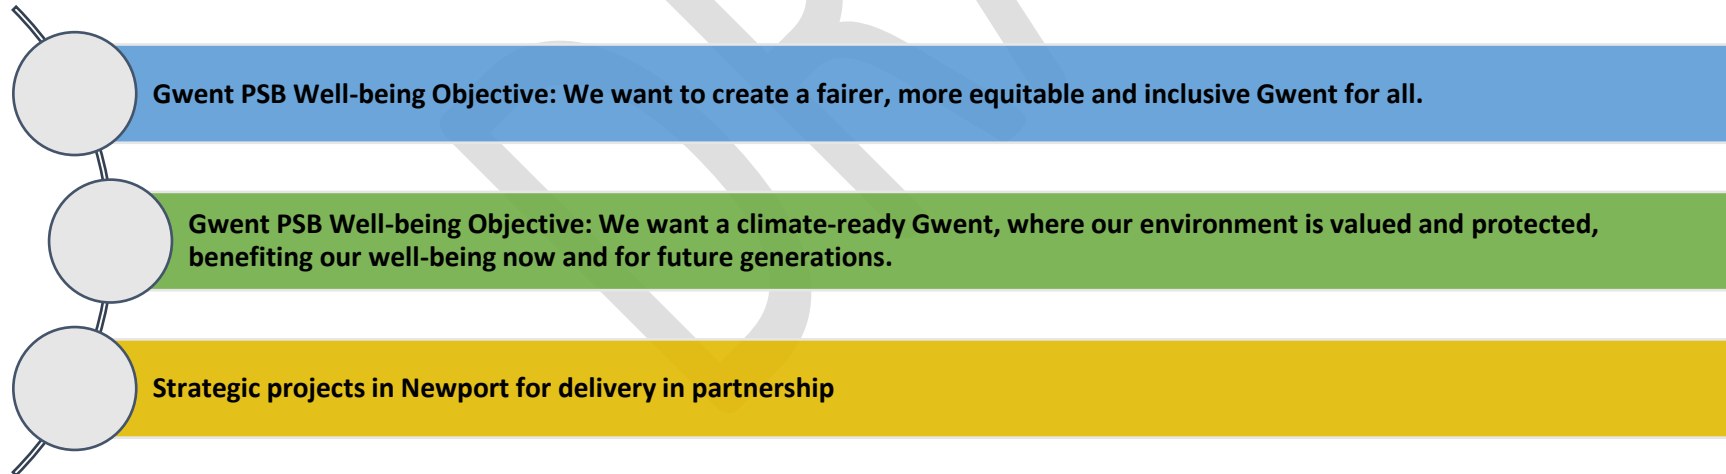 Gwent PSB Well-being Objective: We want to create a fairer, more equitable and inclusive Gwent for all.
Gwent PSB Well-being Objective: We want a climate-ready Gwent, where our environment is valued and protected,
benefiting our well-being now and for future generations.
Strategic projects in Newport for delivery in partnership